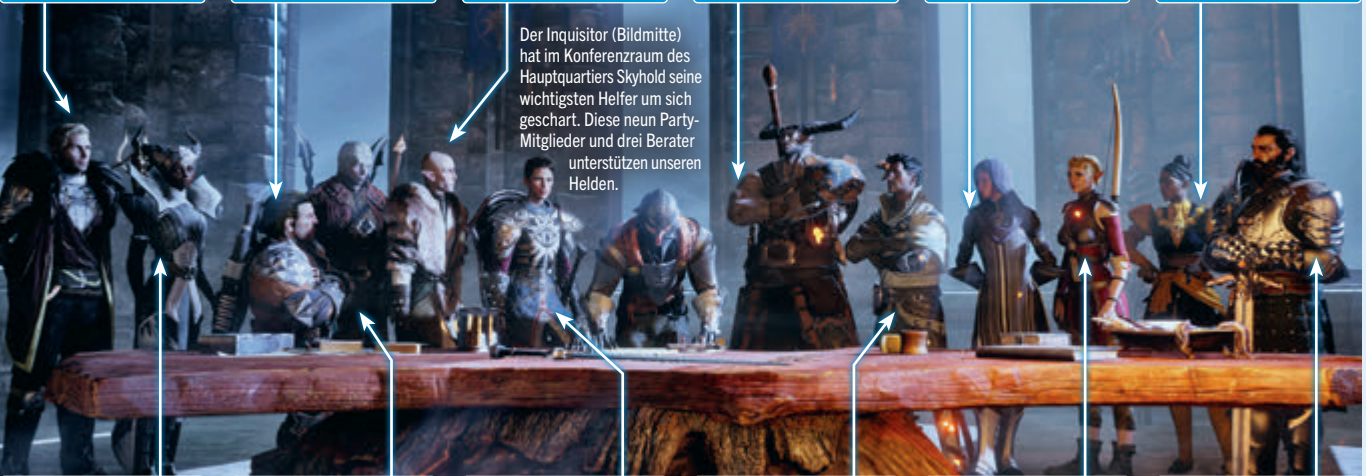 Der Inquisitor (Bildmitte)
hat im Konferenzraum des
Hauptquartiers Skyhold seine
wichtigsten Helfer um sich
geschart. Diese neun Party-
Mitglieder und drei Berater
unterstützen unseren
Helden.